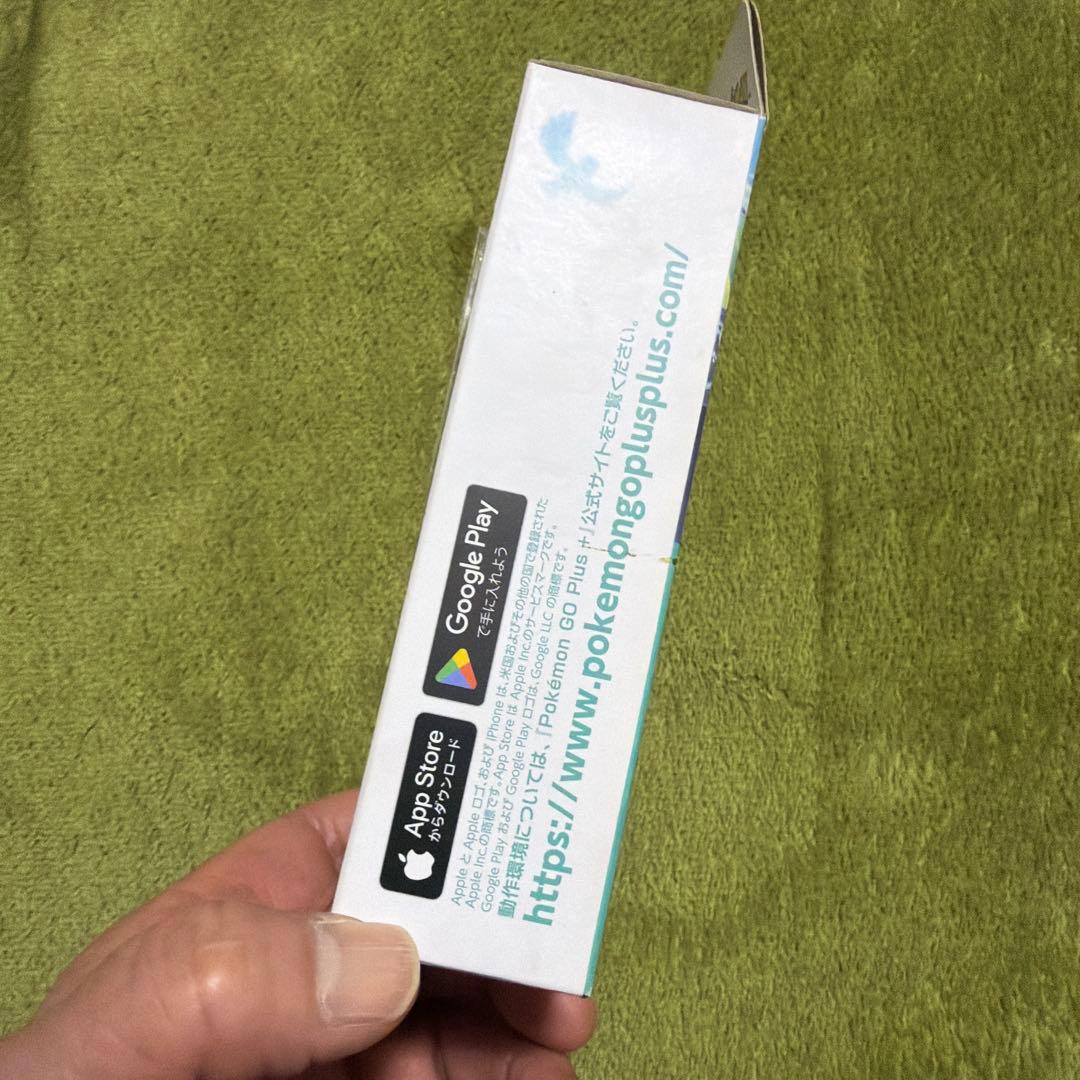 App Store
からダウンロード
Google Play
で手に入れよう
Apple と Apple ロゴ、および iPhone は、米国およびその他の国で登録された
Apple Inc.の商標です。App Store は Apple Inc.のサービスマークです。
Google Play および Google Play ロゴは、Google LLC の商標です。
動作環境については、『Pokémon GO Plus +』公式サイトをご覧ください。
https://www.pokemongoplusplus.com/